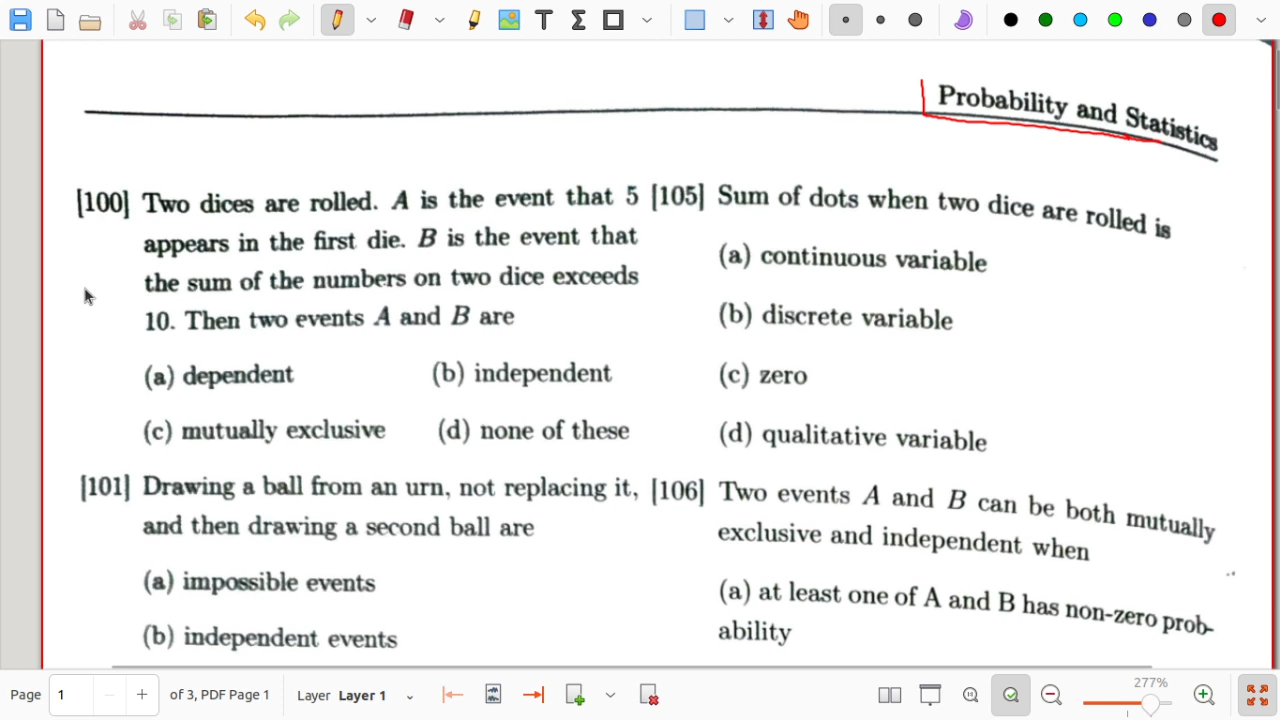 Probability and Statistics
[100] Two dices are rolled. A is the event that 5
appears in the first die. B is the event that
the sum of the numbers on two dice exceeds
10. Then two events A and B are
(a) dependent (b) independent
(c) mutually exclusive (d) none of these
[101] Drawing a ball from an urn, not replacing it,
and then drawing a second ball are
(a) impossible events
(b) independent events
[105] Sum of dots when two dice are rolled is
(a) continuous variable
(b) discrete variable
(c) zero
(d) qualitative variable
[106] Two events A and B can be both mutually
exclusive and independent when
(a) at least one of A and B has non-zero prob-
ability
Page 1 of 3, PDF Page 1 Layer Layer 1 277%